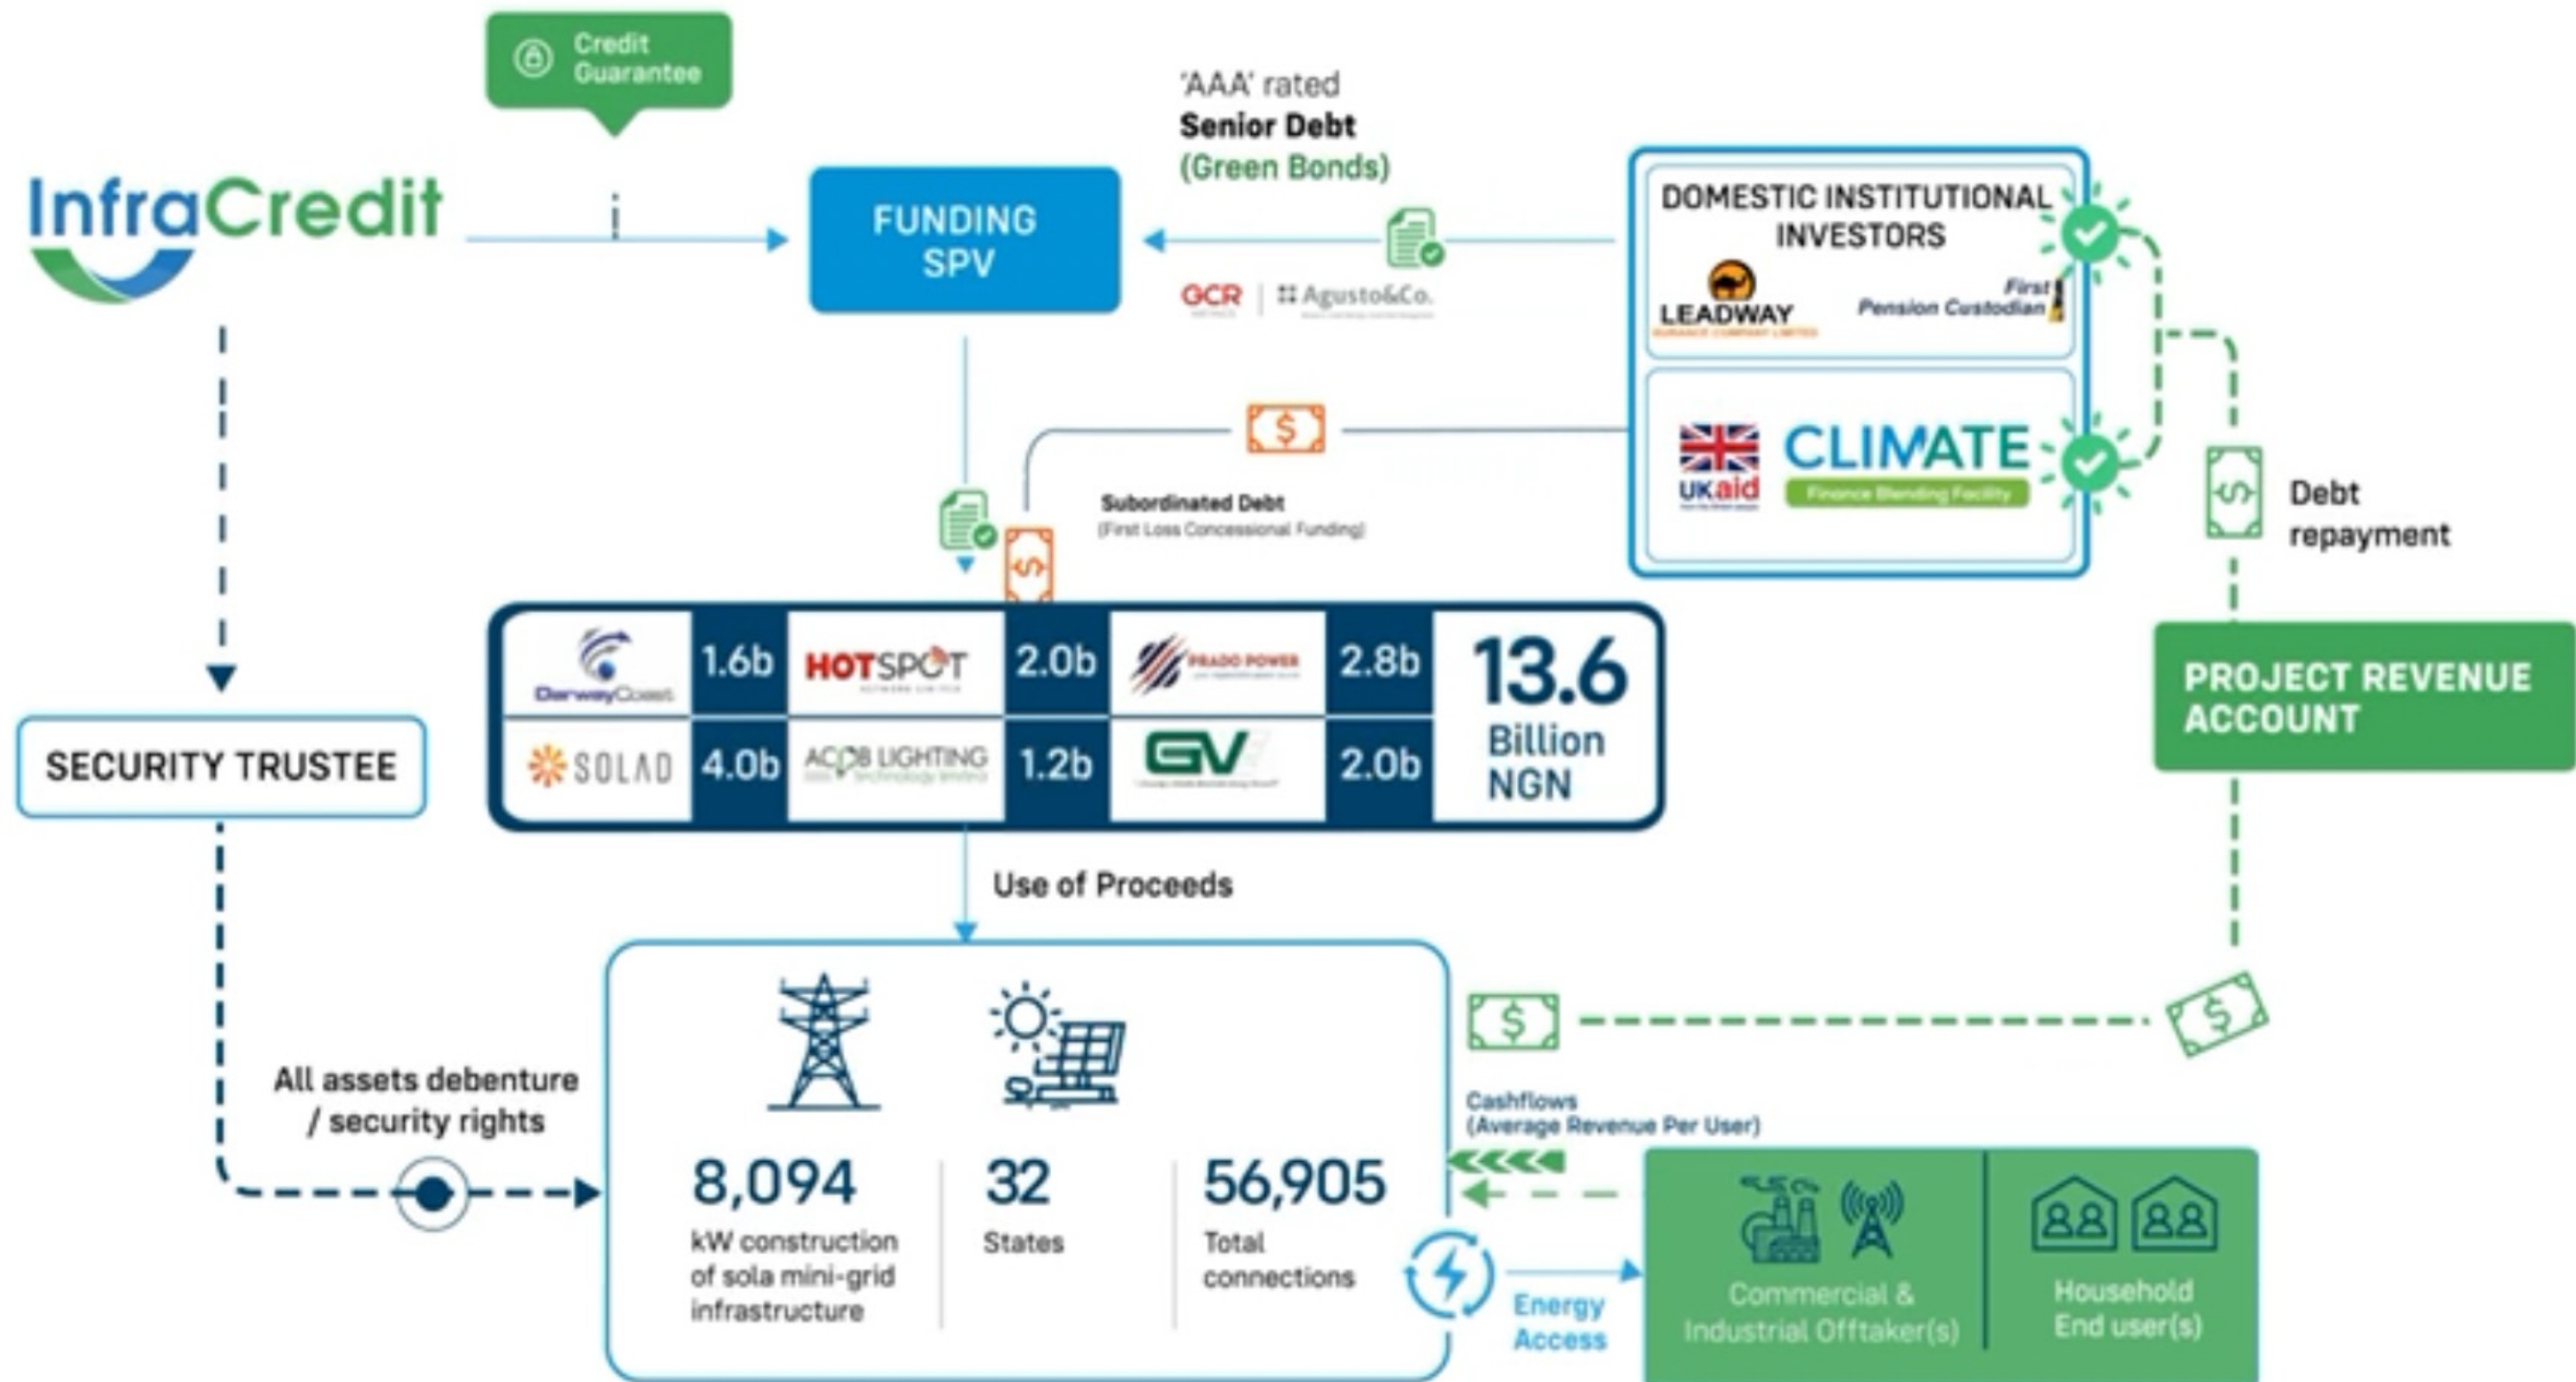 Credit
Guarantee
InfraCredit
FUNDING
SPV
'AAA' rated
Senior Debt
(Green Bonds)
GCR
Agusto&Co.
DOMESTIC INSTITUTIONAL
INVESTORS
LEADWAY
First
Pension Custodian
UKaid
CLIMATE
Finance Blending Facility
Subordinated Debt
(First Loss Concessional Funding)
Debt
repayment
DarwayCoast
1.6b
HOTSPOT
2.0b
PRADO POWER
2.8b
SOLAD
4.0b
ACOB LIGHTING
technology limited
1.2b
GV
2.0b
13.6
Billion
NGN
SECURITY TRUSTEE
PROJECT REVENUE
ACCOUNT
Use of Proceeds
All assets debenture
/ security rights
8,094
kW construction
of sola mini-grid
infrastructure
32
States
56,905
Total
connections
$
$
$
$
$
Cashflows
(Average Revenue Per User)
Energy
Access
Commercial &
Industrial Offtaker(s)
Household
End user(s)